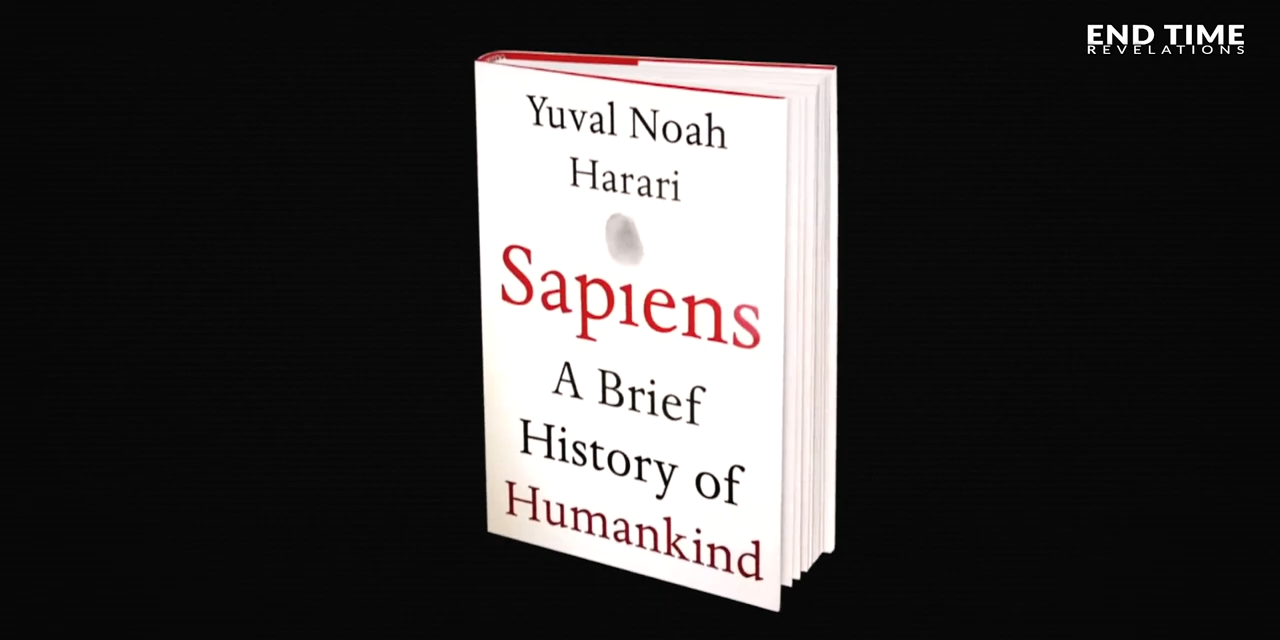 END TIME
REVELATIONS
Yuval Noah
Harari
Sapiens
A Brief
History of
Humankind